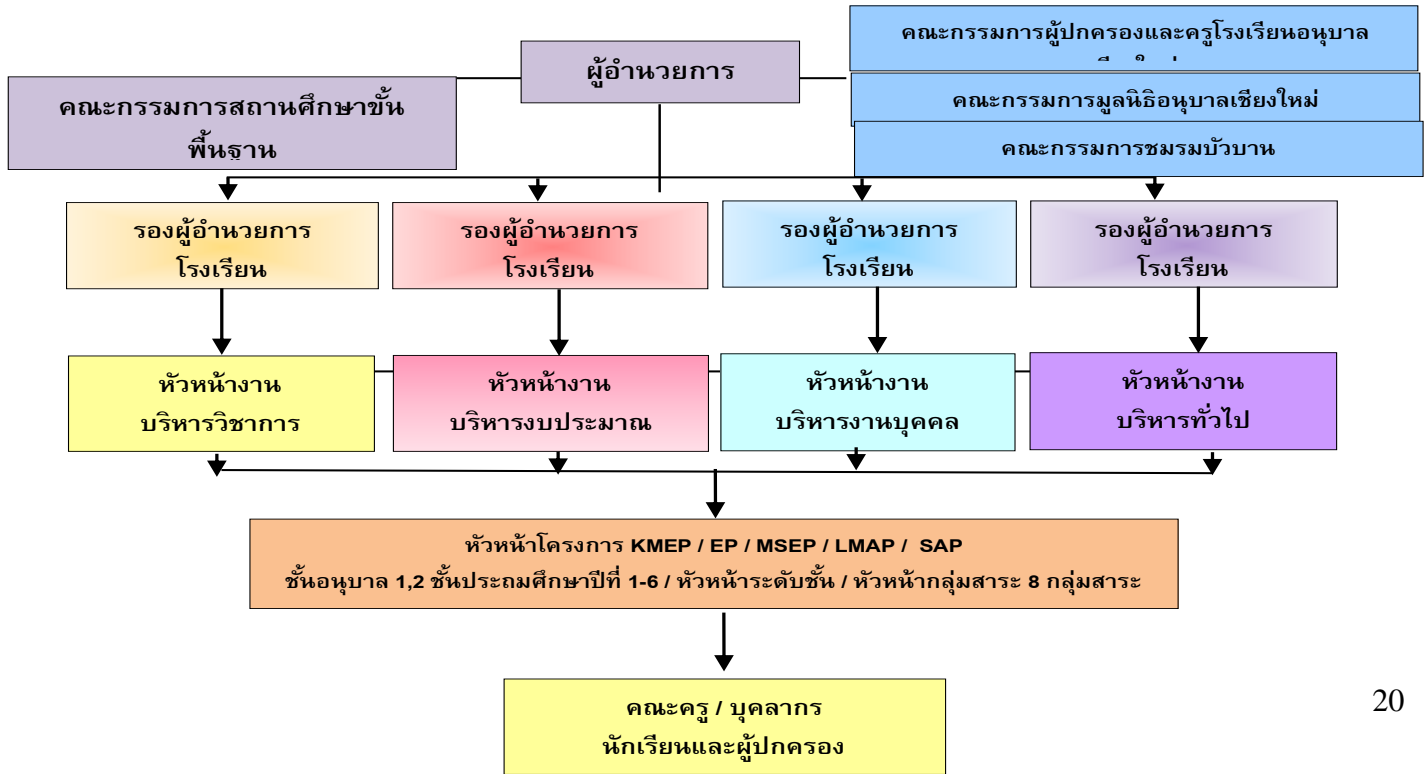 ผู้อำนวยการ
คณะกรรมการผู้ปกครองและครูโรงเรียนอนุบาล
คณะกรรมการสถานศึกษาขั้น
พื้นฐาน
คณะกรรมการมูลนิธิอนุบาลเชียงใหม่
คณะกรรมการชมรมบัวบาน
รองผู้อำนวยการ
โรงเรียน
รองผู้อำนวยการ
โรงเรียน
รองผู้อำนวยการ
โรงเรียน
รองผู้อำนวยการ
โรงเรียน
หัวหน้างาน
บริหารวิชาการ
หัวหน้างาน
บริหารงบประมาณ
หัวหน้างาน
บริหารงานบุคคล
หัวหน้างาน
บริหารทั่วไป
หัวหน้าโครงการ KMEP / EP / MSEP / LMAP / SAP
ชั้นอนุบาล 1,2 ชั้นประถมศึกษาปีที่ 1-6 / หัวหน้าระดับชั้น / หัวหน้ากลุ่มสาระ 8 กลุ่มสาระ
คณะครู / บุคลากร
นักเรียนและผู้ปกครอง
20